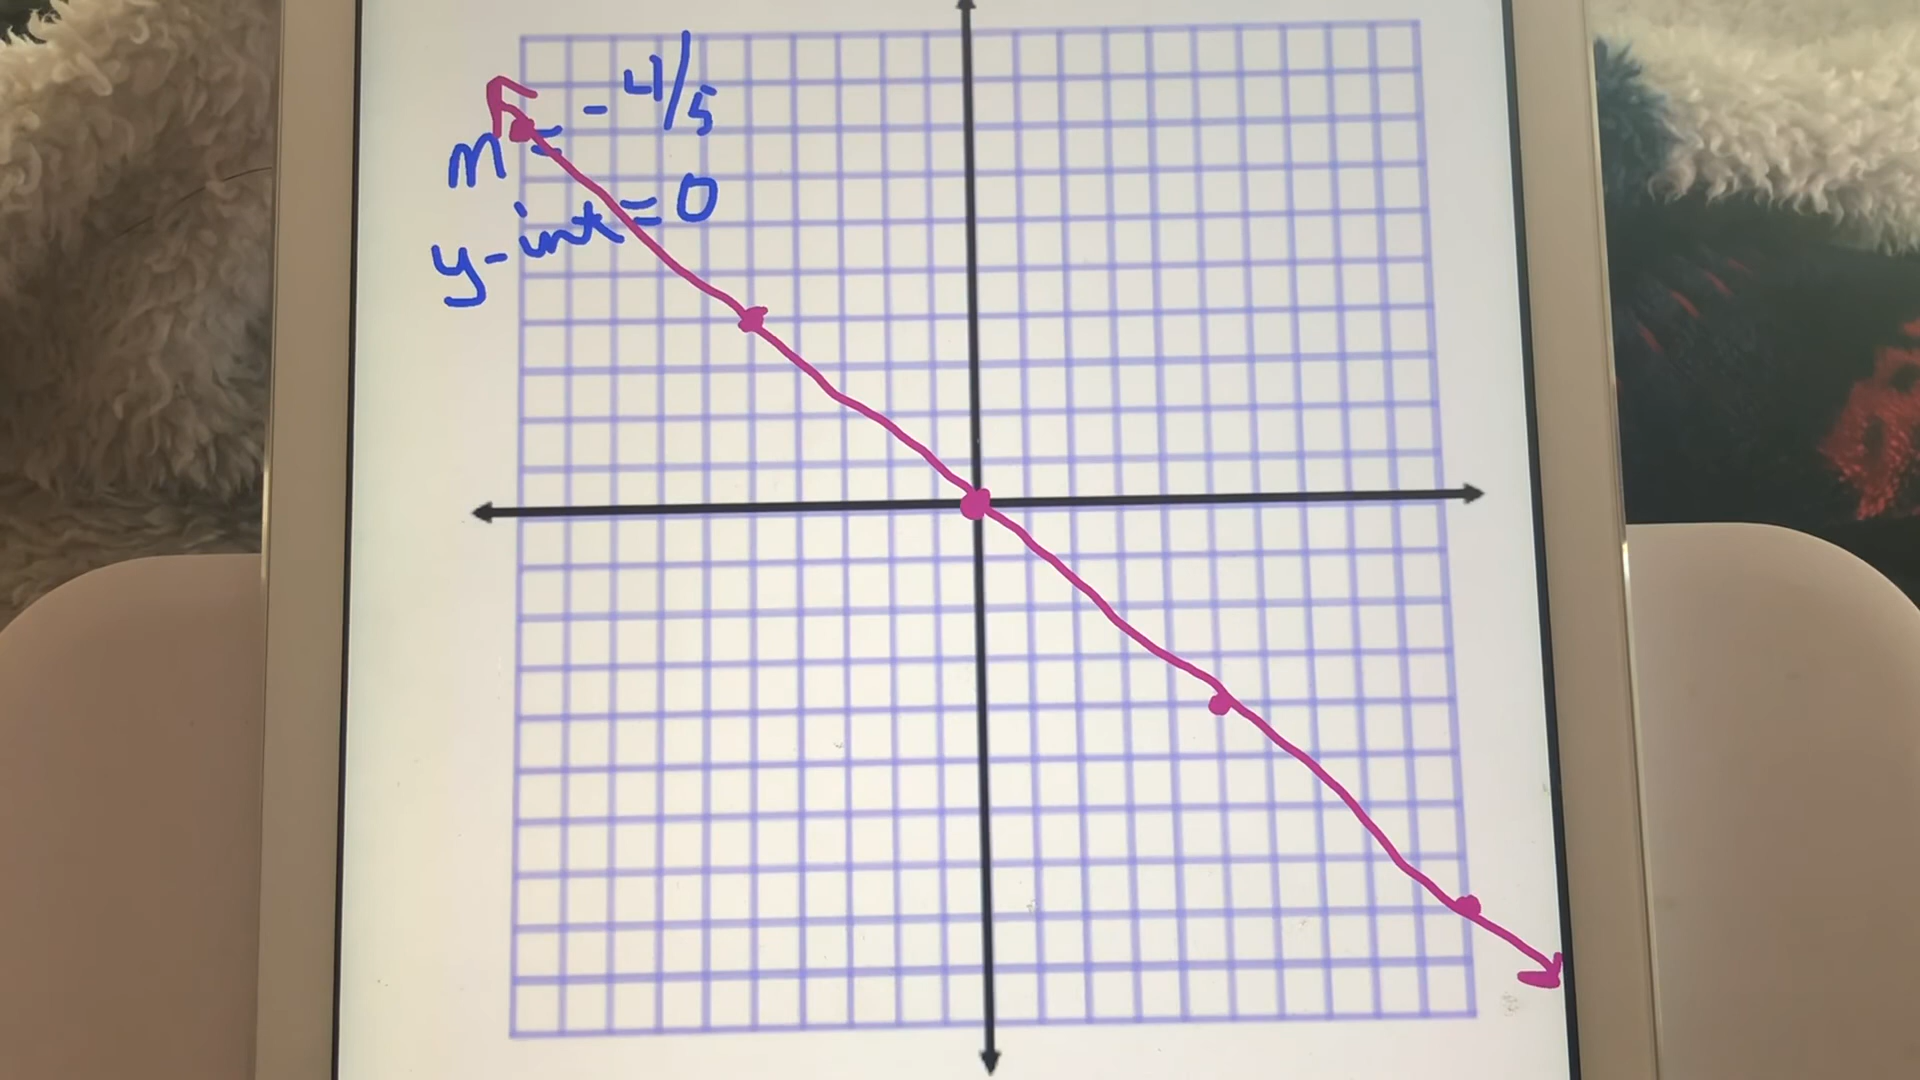 m = - 4/5
y-int = 0